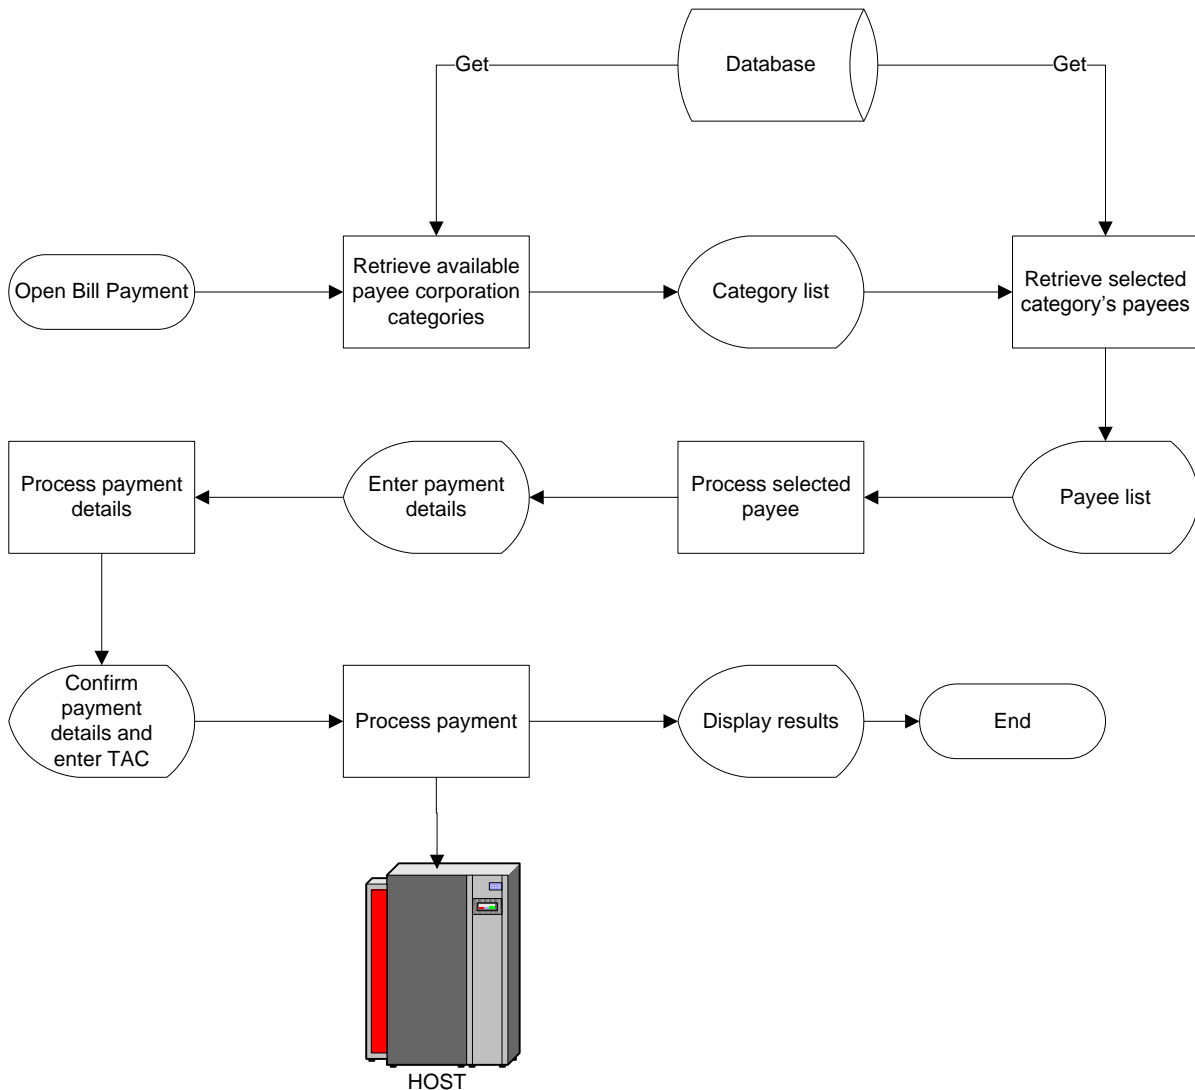 Get
Database
Get
Open Bill Payment
Retrieve available
payee corporation
categories
Category list
Retrieve selected
category’s payees
Process payment
details
Enter payment
details
Process selected
payee
Payee list
Confirm
payment
details and
enter TAC
Process payment
Display results
End
HOST